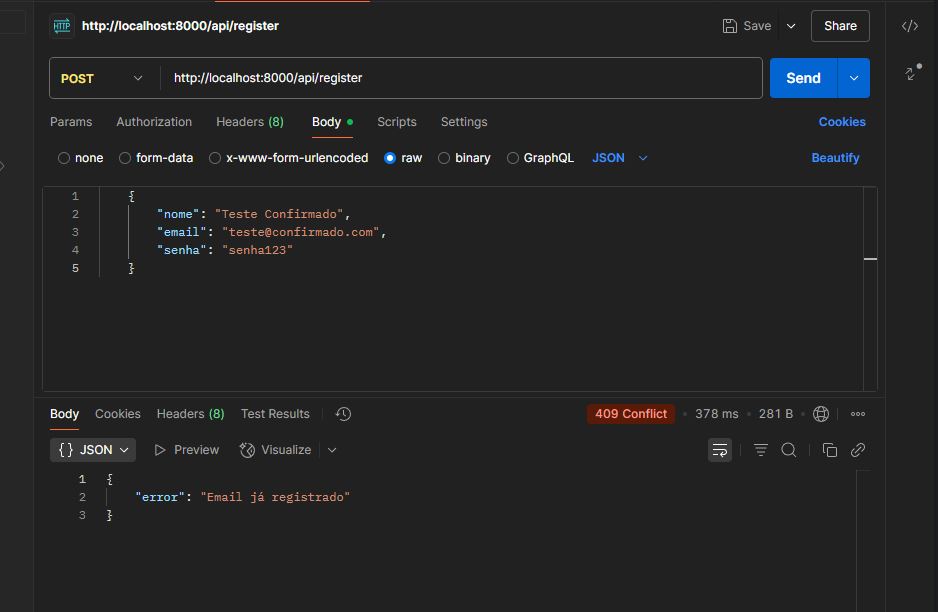 HTTP http://localhost:8000/api/register Save Share
POST http://localhost:8000/api/register Send
Params Authorization Headers (8) Body Scripts Settings Cookies
none form-data x-www-form-urlencoded raw binary GraphQL JSON Beautify
1 {
2 "nome": "Teste Confirmado",
3 "email": "teste@confirmado.com",
4 "senha": "senha123"
5 }
Body Cookies Headers (8) Test Results 409 Conflict 378 ms 281 B
{} JSON Preview Visualize
1 {
2 "error": "Email já registrado"
3 }